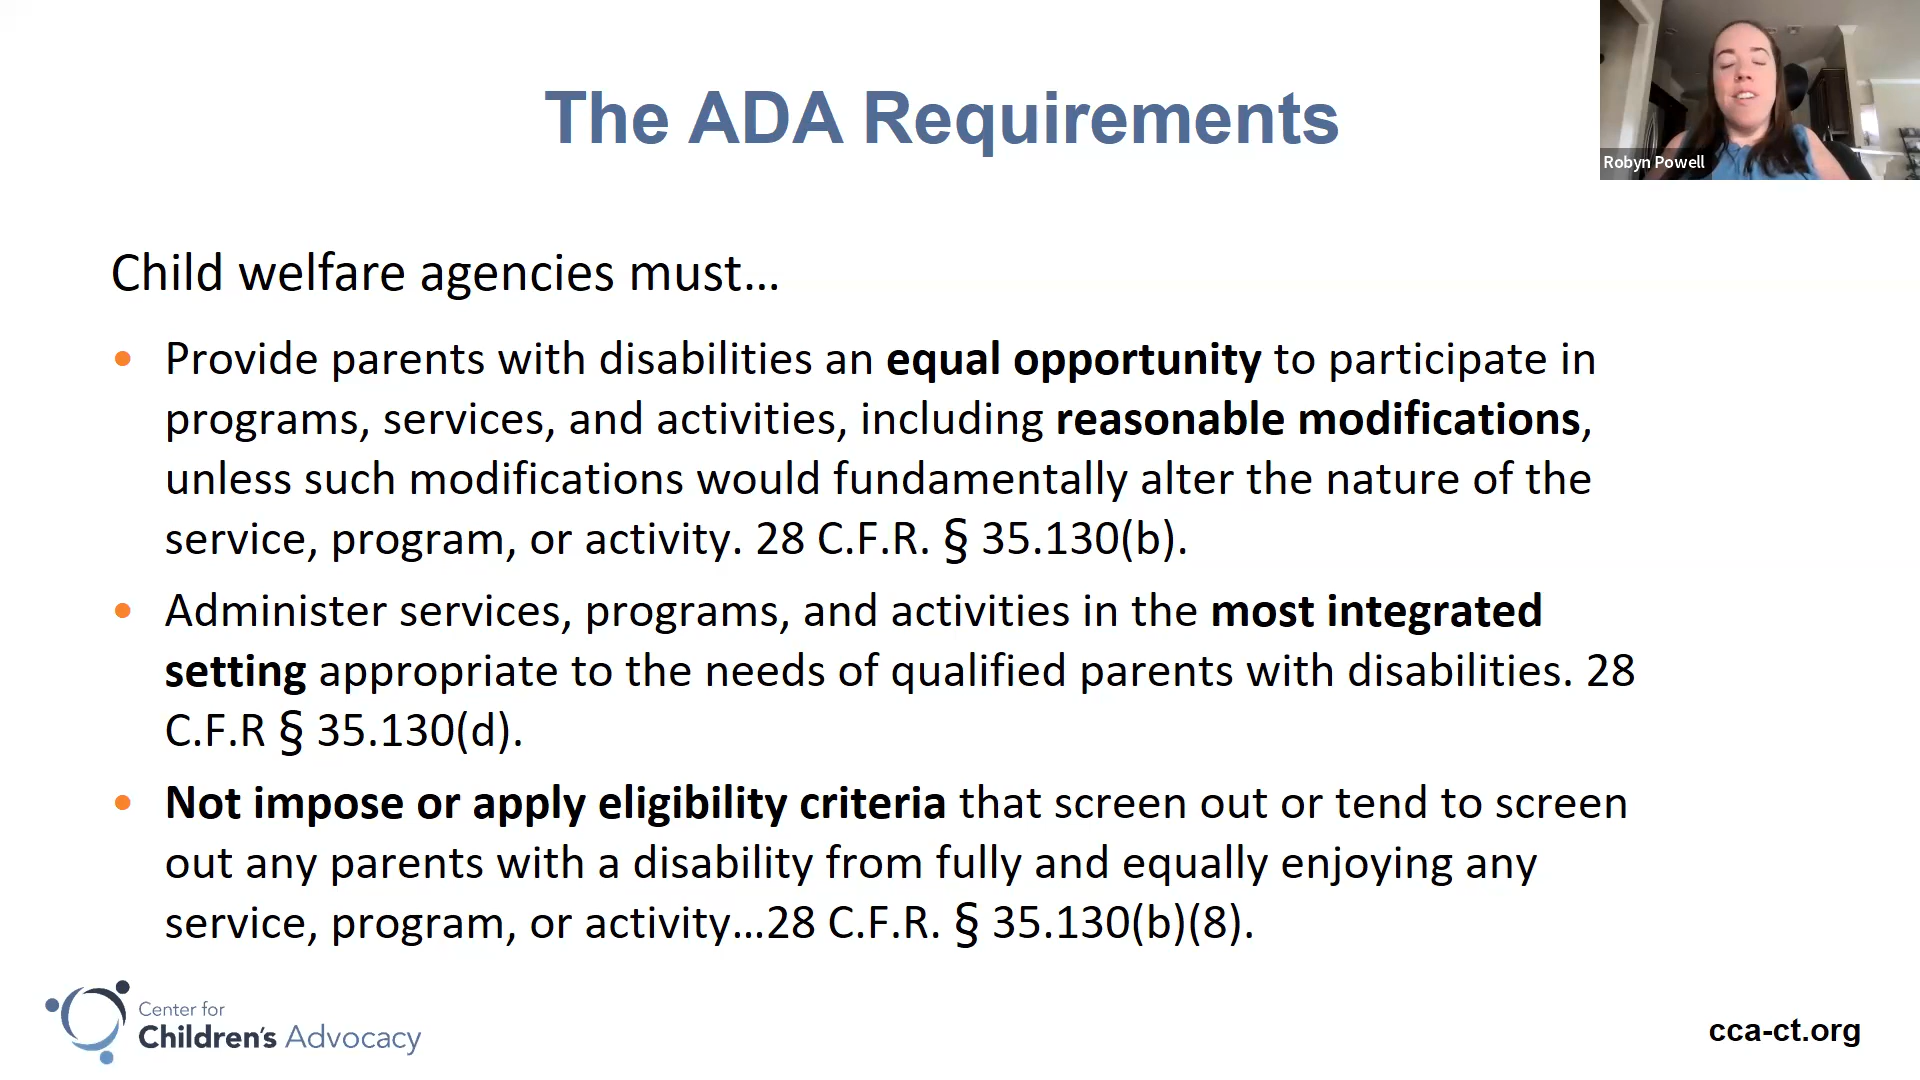 The ADA Requirements
Robyn Powell
Child welfare agencies must…
• Provide parents with disabilities an equal opportunity to participate in
programs, services, and activities, including reasonable modifications,
unless such modifications would fundamentally alter the nature of the
service, program, or activity. 28 C.F.R. § 35.130(b).
• Administer services, programs, and activities in the most integrated
setting appropriate to the needs of qualified parents with disabilities. 28
C.F.R § 35.130(d).
• Not impose or apply eligibility criteria that screen out or tend to screen
out any parents with a disability from fully and equally enjoying any
service, program, or activity…28 C.F.R. § 35.130(b)(8).
Center for
Children's Advocacy
cca-ct.org